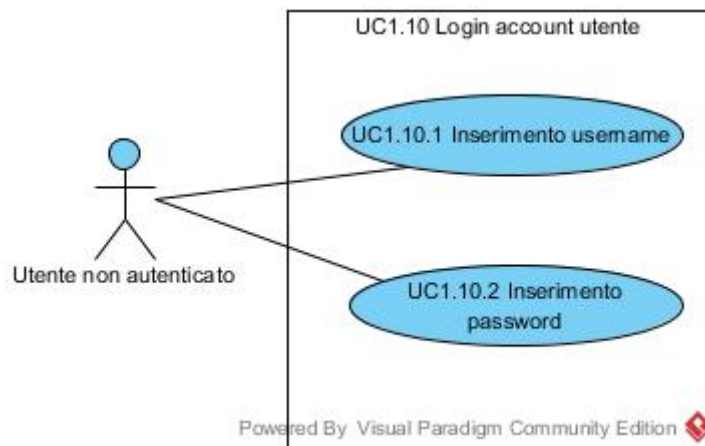 UC1.10 Login account utente
UC1.10.1 Inserimento username
Utente non autenticato
UC1.10.2 Inserimento
password
Powered By Visual Paradigm Community Edition